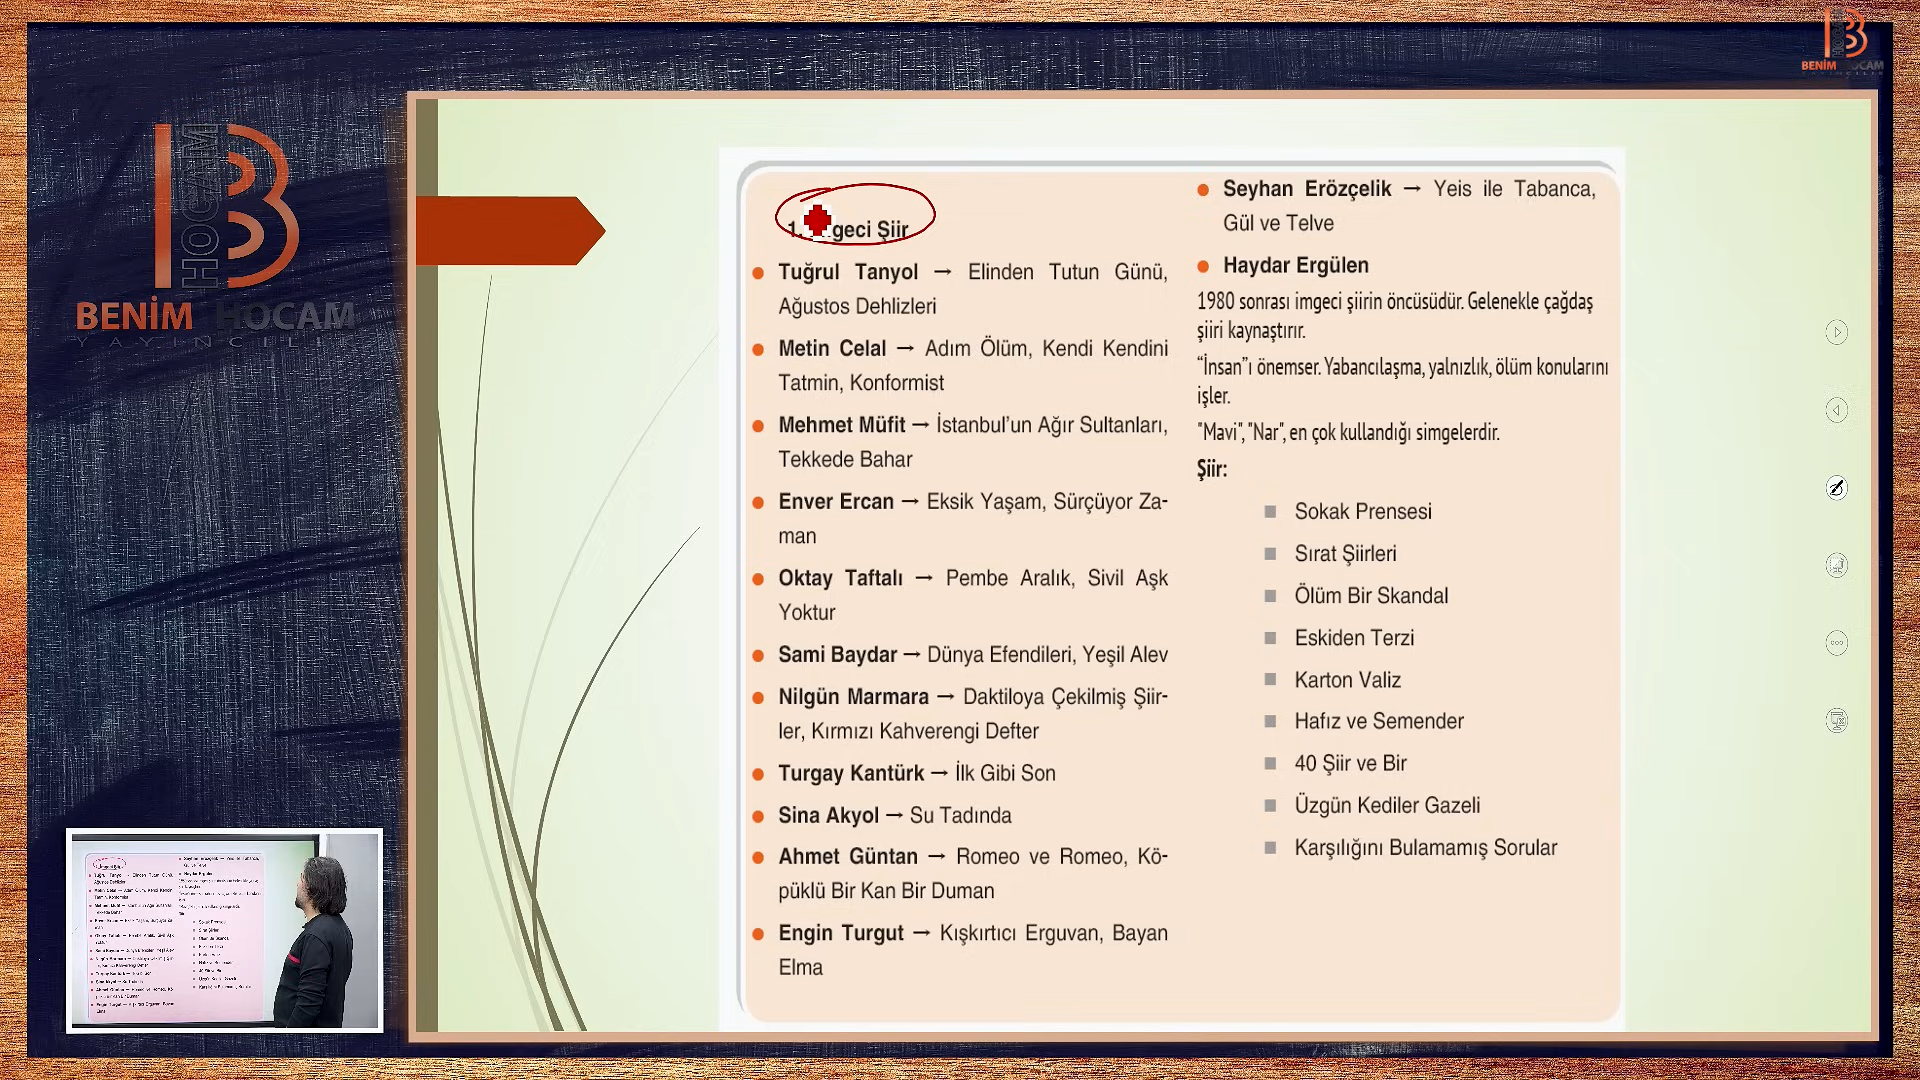 BENİM HOCAM
YAYINCILIK
HOCAM
BENİM HOCAM
YAYINCILIK
1. geci Şiir
Tuğrul Tanyol → Elinden Tutun Günü,
Ağustos Dehlizleri
Metin Celal → Adım Ölüm, Kendi Kendini
Tatmin, Konformist
Mehmet Müfit → İstanbul'un Ağır Sultanları,
Tekkede Bahar
Enver Ercan → Eksik Yaşam, Sürçüyor Za-
man
Oktay Taftalı → Pembe Aralık, Sivil Aşk
Yoktur
Sami Baydar → Dünya Efendileri, Yeşil Alev
Nilgün Marmara → Daktiloya Çekilmiş Şiir-
ler, Kırmızı Kahverengi Defter
Turgay Kantürk → İlk Gibi Son
Sina Akyol → Su Tadında
Ahmet Güntan → Romeo ve Romeo, Kö-
püklü Bir Kan Bir Duman
Engin Turgut → Kışkırtıcı Erguvan, Bayan
Elma
Seyhan Erözçelik → Yeis ile Tabanca,
Gül ve Telve
Haydar Ergülen
1980 sonrası imgeci şiirin öncüsüdür. Gelenekle çağdaş
şiiri kaynaştırır.
“İnsan”ı önemser. Yabancılaşma, yalnızlık, ölüm konularını
işler.
"Mavi", "Nar", en çok kullandığı simgelerdir.
Şiir:
Sokak Prensesi
Sırat Şiirleri
Ölüm Bir Skandal
Eskiden Terzi
Karton Valiz
Hafız ve Semender
40 Şiir ve Bir
Üzgün Kediler Gazeli
Karşılığını Bulamamış Sorular